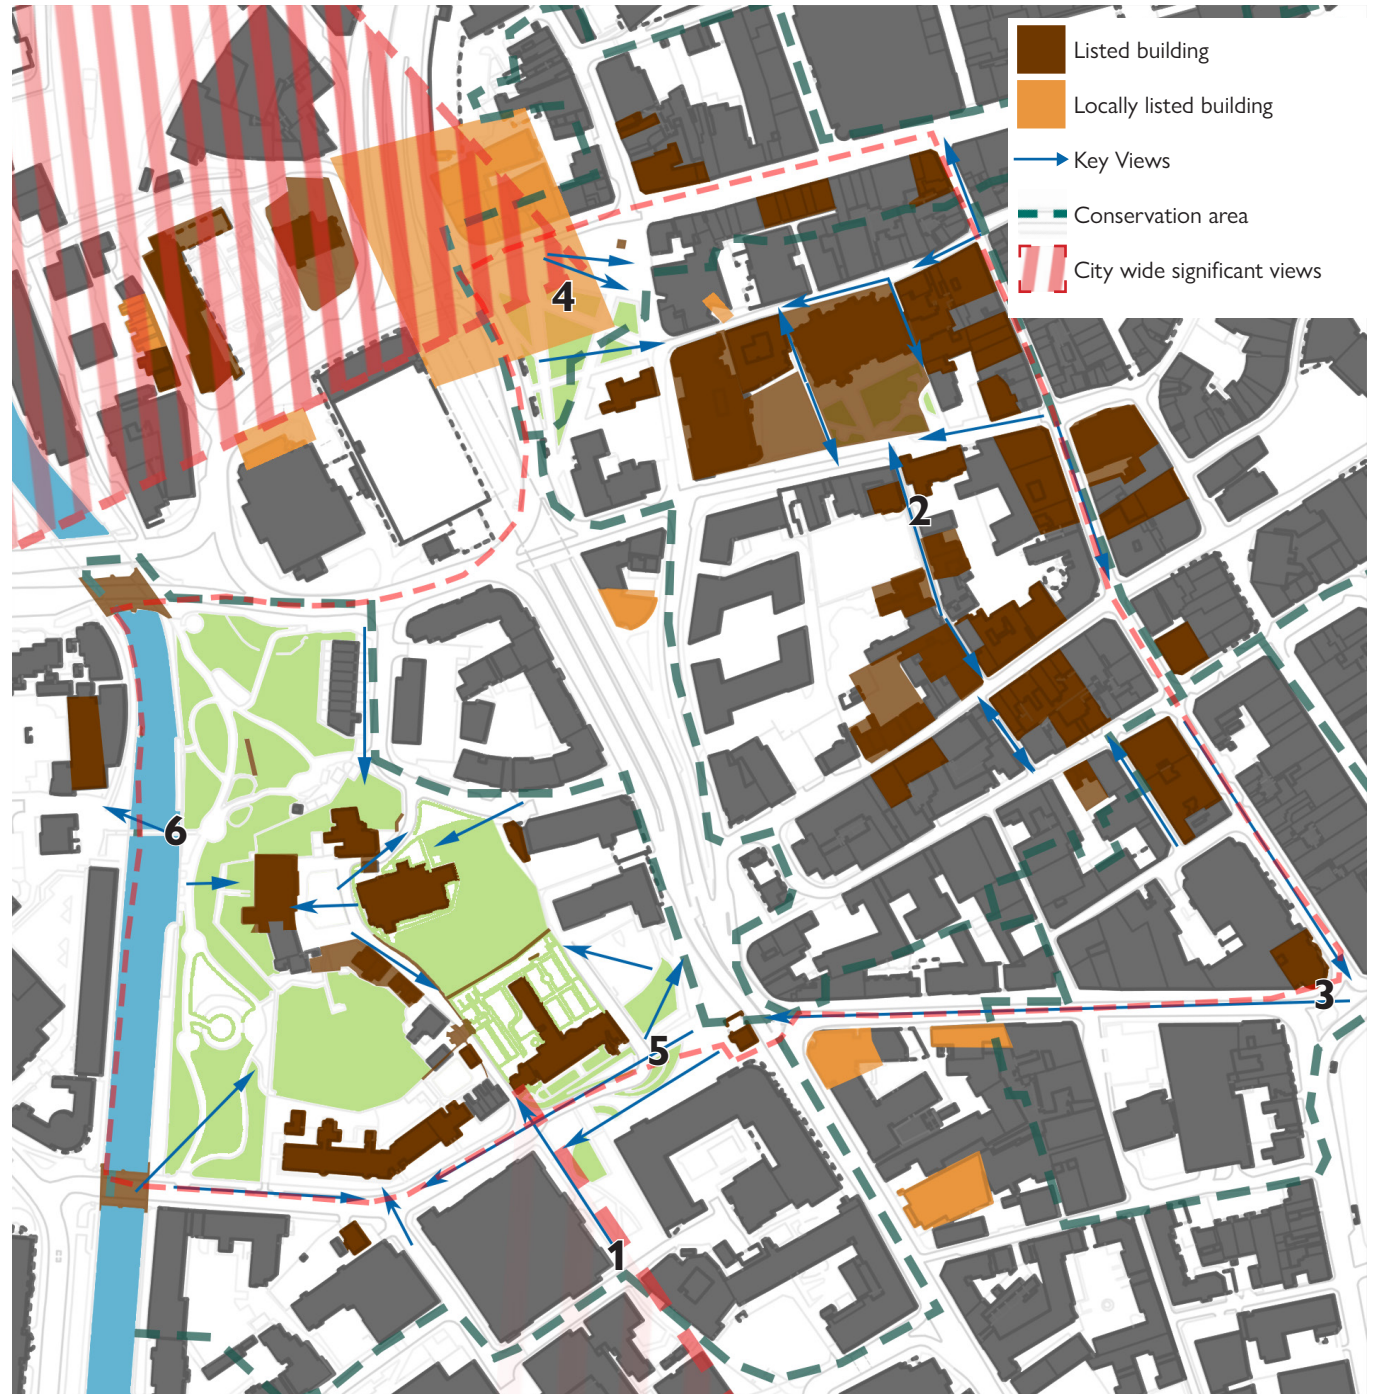 Listed building
Locally listed building
Key Views
Conservation area
City wide significant views
4
2
6
3
5
1